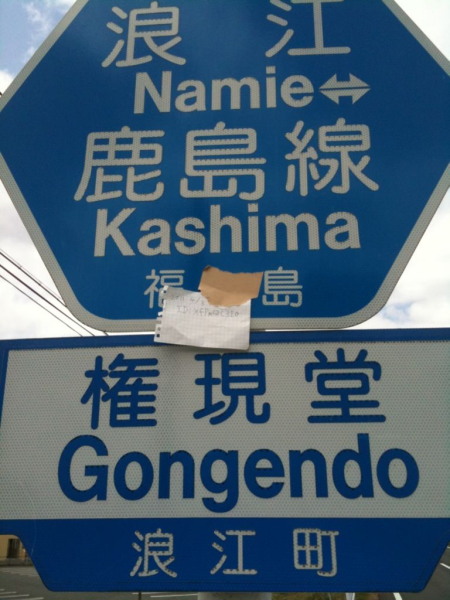 浪江
Namie↔
鹿島線
Kashima
福島
権現堂
Gongendo
浪江町